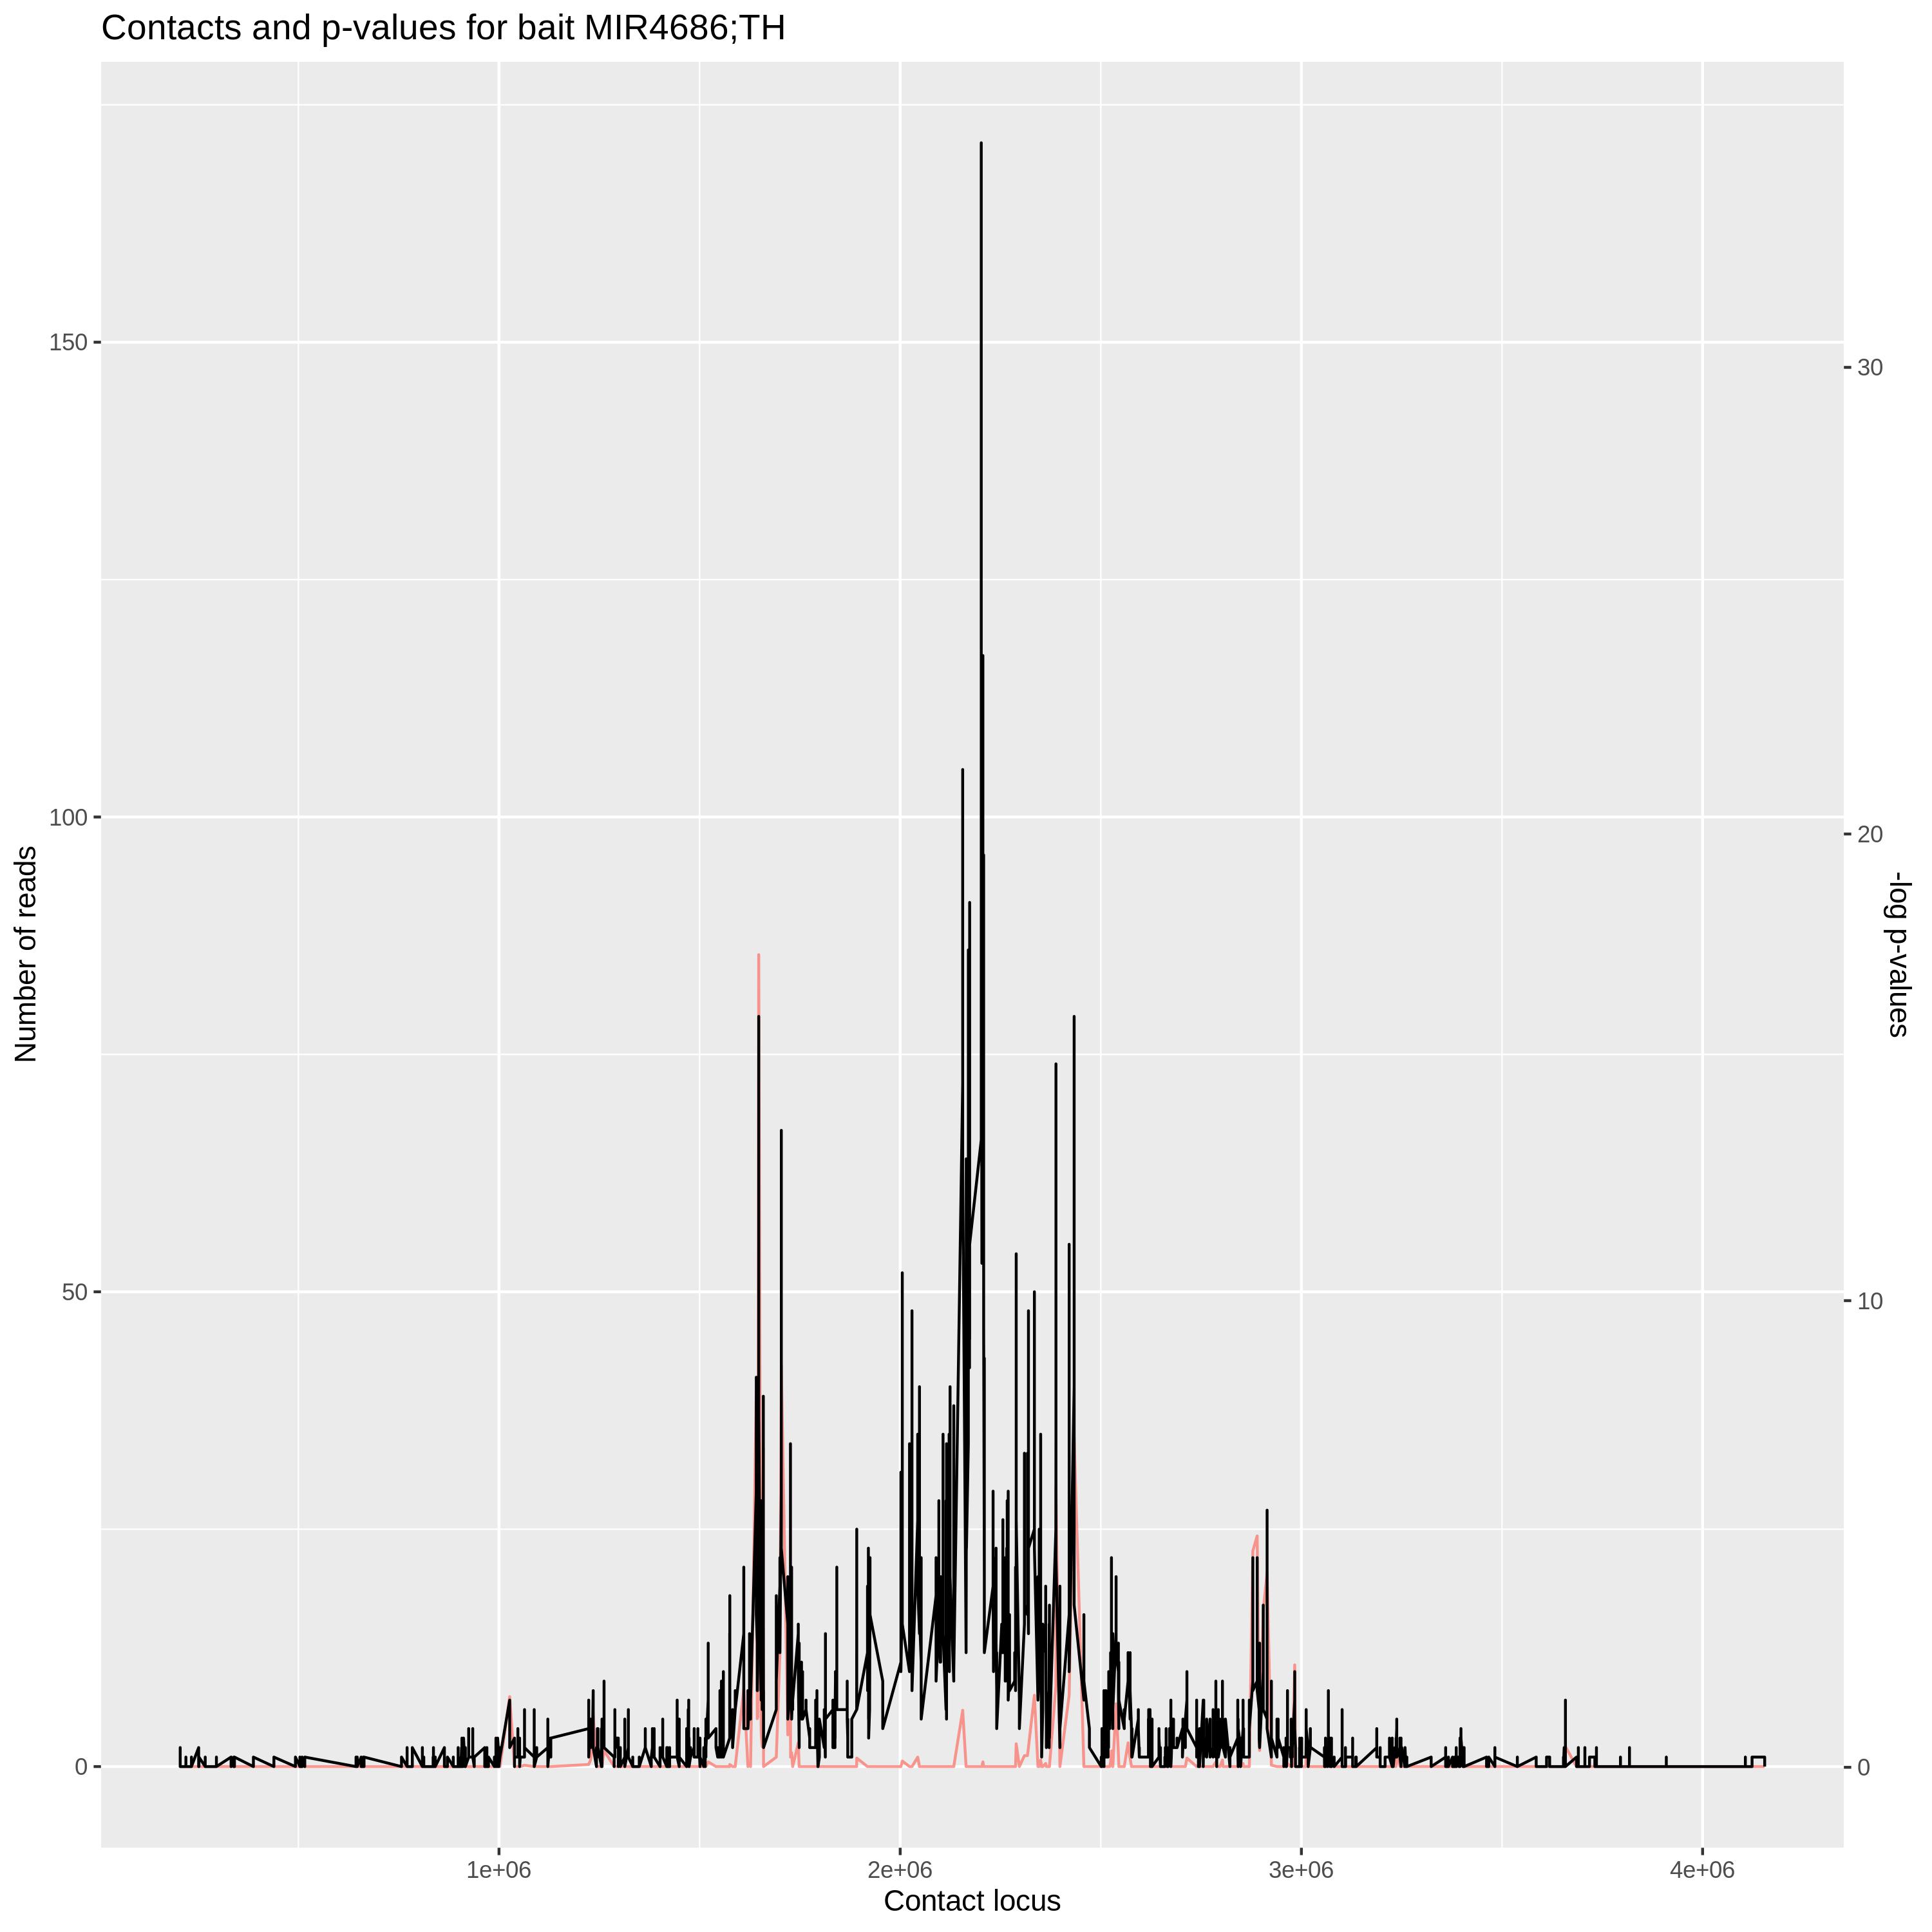 Contacts and p-values for bait MIR4686;TH
150
100
50
0
Number of reads
30
20
10
0
-log p-values
1e+06
2e+06
3e+06
4e+06
Contact locus